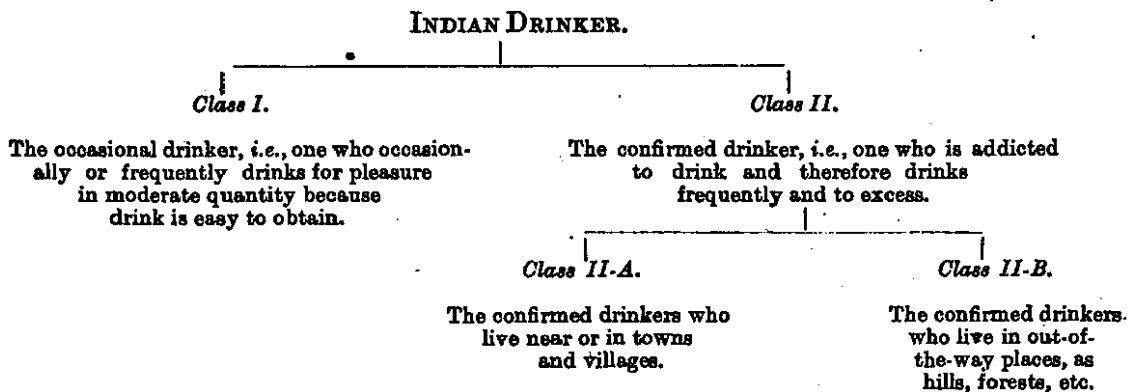 INDIAN DRINKER.
Class I.
The occasional drinker, i.e., one who occasion-
ally or frequently drinks for pleasure
in moderate quantity because
drink is easy to obtain.
Class II.
The confirmed drinker, i.e., one who is addicted
to drink and therefore drinks
frequently and to excess.
Class II-A.
The confirmed drinkers who
live near or in towns
and villages.
Class II-B.
The confirmed drinkers
who live in out-of-
the-way places, as
hills, forests, etc.